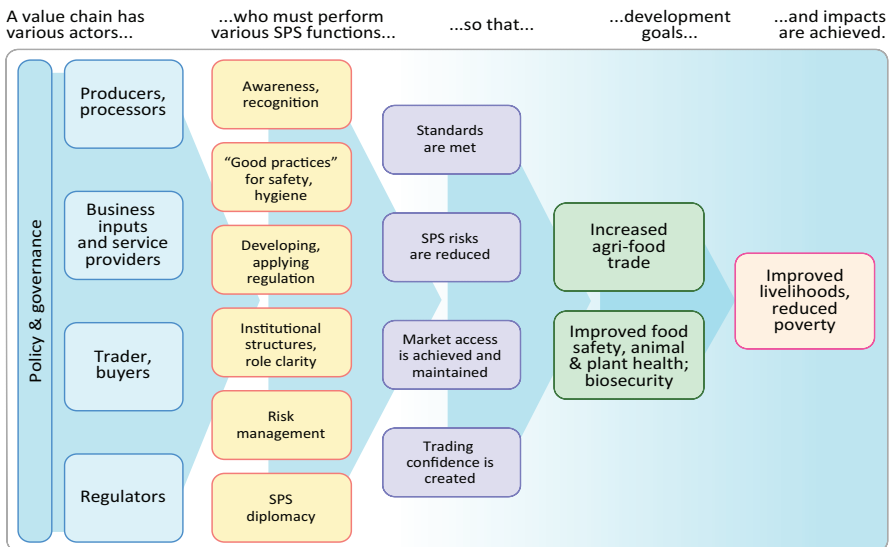 A value chain has
various actors...
...who must perform
various SPS functions...
...so that...
...development
goals...
...and impacts
are achieved.
Policy & governance
Producers,
processors
Business
inputs
and service
providers
Trader,
buyers
Regulators
Awareness,
recognition
“Good practices”
for safety,
hygiene
Developing,
applying
regulation
Institutional
structures,
role clarity
Risk
management
SPS
diplomacy
Standards
are met
SPS risks
are reduced
Market access
is achieved and
maintained
Trading
confidence is
created
Increased
agri-food
trade
Improved food
safety, animal
& plant health;
biosecurity
Improved
livelihoods,
reduced
poverty